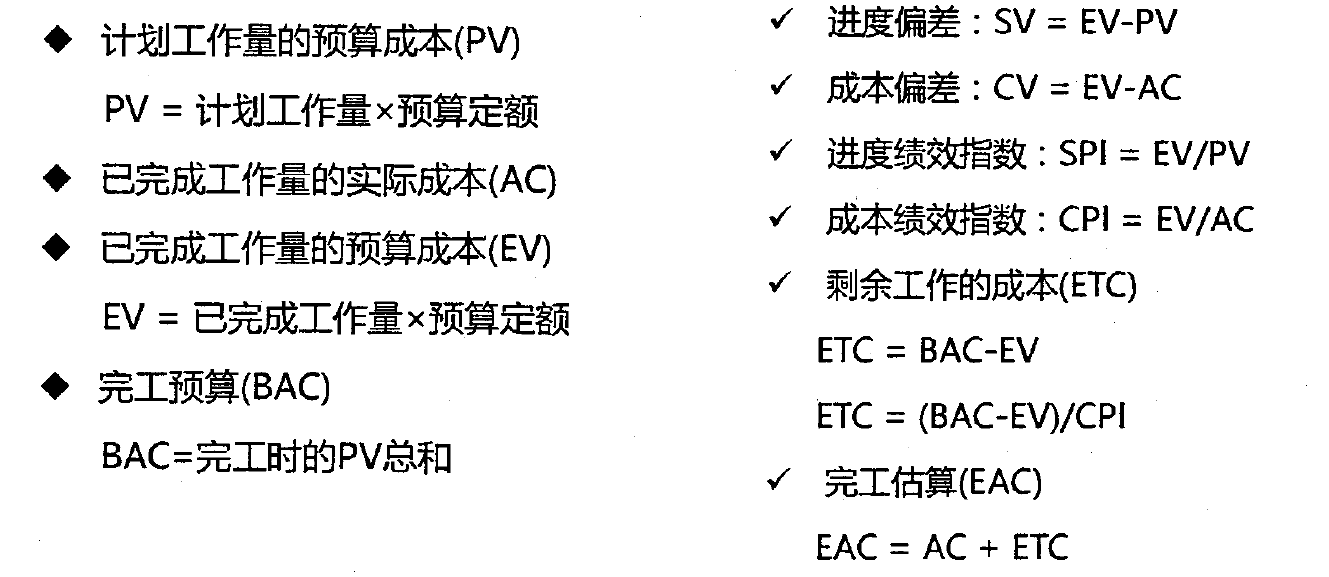 ◆ 计划工作量的预算成本(PV)
PV = 计划工作量×预算定额
◆ 已完成工作量的实际成本(AC)
◆ 已完成工作量的预算成本(EV)
EV = 已完成工作量×预算定额
◆ 完工预算(BAC)
BAC=完工时的PV总和
✓ 进度偏差：SV = EV-PV
✓ 成本偏差：CV = EV-AC
✓ 进度绩效指数：SPI = EV/PV
✓ 成本绩效指数：CPI = EV/AC
✓ 剩余工作的成本(ETC)
ETC = BAC-EV
ETC = (BAC-EV)/CPI
✓ 完工估算(EAC)
EAC = AC + ETC